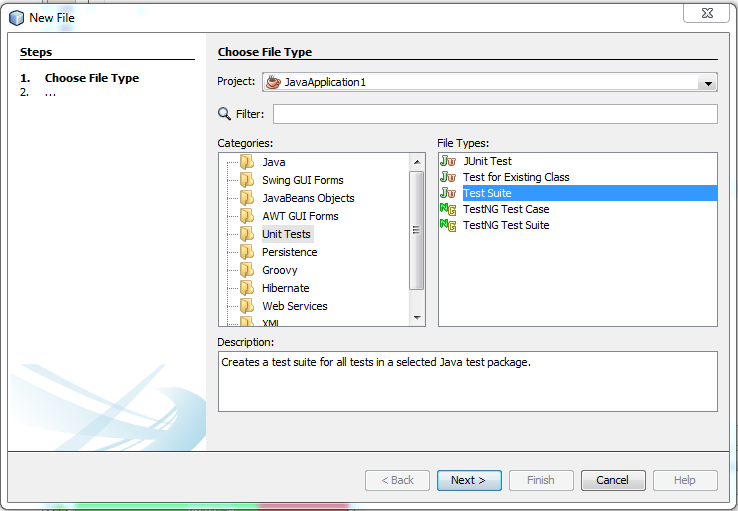 New File
Steps
1. Choose File Type
2. ...
Choose File Type
Project: JavaApplication1
Filter:
Categories:
Java
Swing GUI Forms
JavaBeans Objects
AWT GUI Forms
Unit Tests
Persistence
Groovy
Hibernate
Web Services
XML
File Types:
JUnit Test
Test for Existing Class
Test Suite
TestNG Test Case
TestNG Test Suite
Description:
Creates a test suite for all tests in a selected Java test package.
< Back Next > Finish Cancel Help